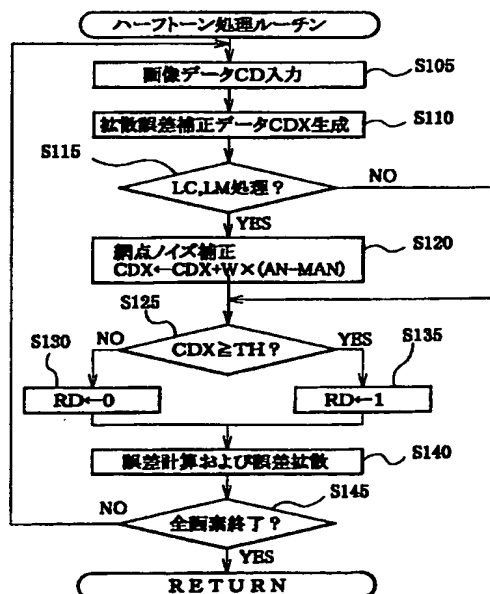 ハーフトーン処理ルーチン
画像データCD入力
S105
拡散誤差補正データCDX生成
S110
S115
LC,LM処理？
NO
YES
網点ノイズ補正
CDX←CDX+W×(AN-MAN)
S120
S125
CDX≧TH？
NO
YES
S130
RD←0
S135
RD←1
誤差計算および誤差拡散
S140
S145
NO
全画素終了？
YES
RETURN